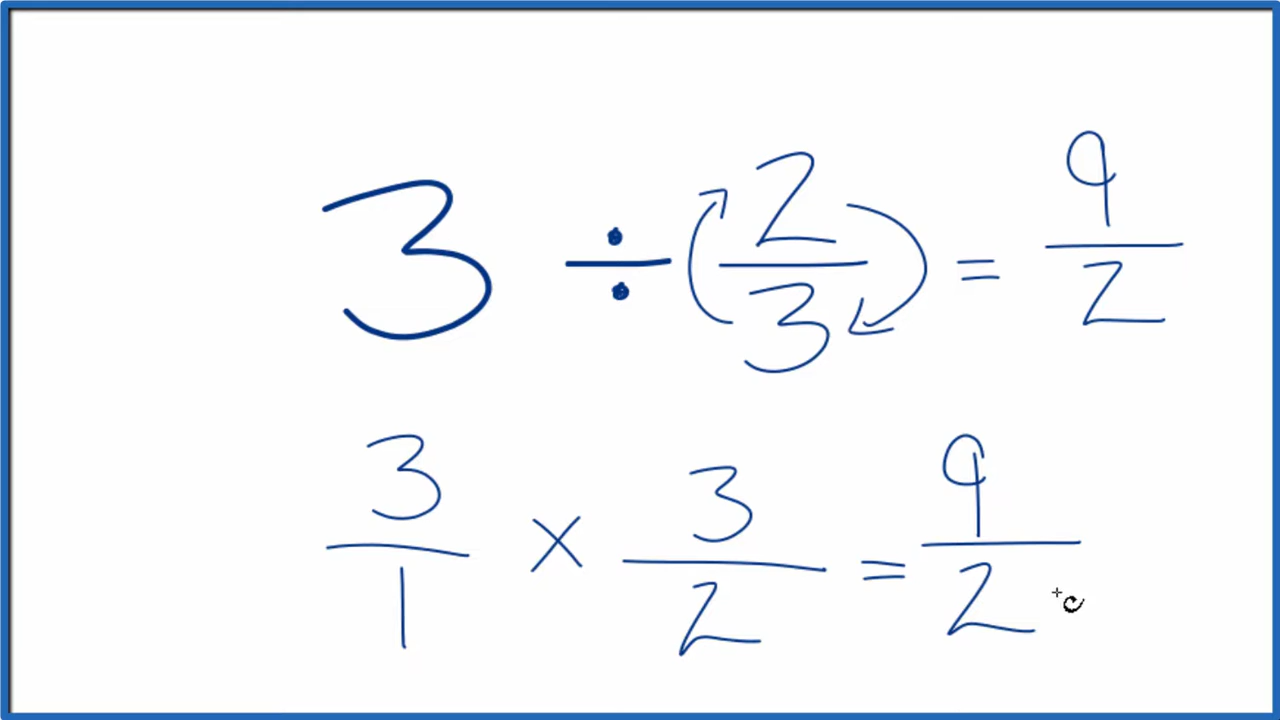 3 ÷ 2/3 = 9/2
3/1 × 3/2 = 9/2